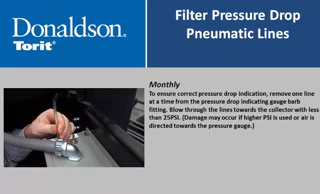 Donaldson
Torit®
Filter Pressure Drop
Pneumatic Lines
Monthly
To ensure correct pressure drop indication, remove one line
at a time from the pressure drop indicating gauge barb
fitting. Blow through the lines towards the collector with less
than 25PSI. (Damage may occur if higher PSI is used or air is
directed towards the pressure gauge.)